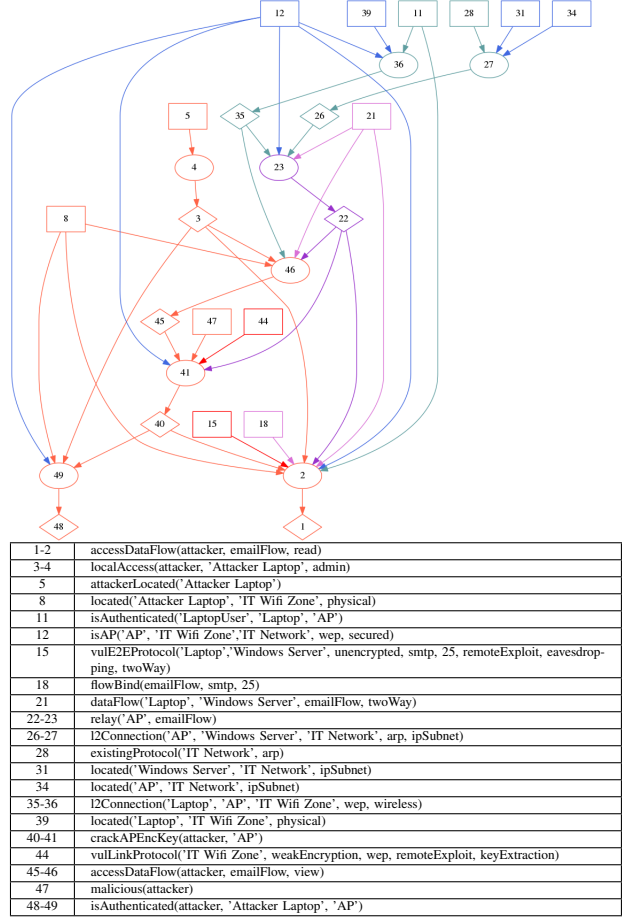 12 39 11 28 31 34
36 27
5 35 26 21
4 23
8 3 22
46
45 47 44
41
40 15 18
49 2
48 1
1-2 accessDataFlow(attacker, emailFlow, read)
3-4 localAccess(attacker, 'Attacker Laptop', admin)
5 attackerLocated('Attacker Laptop')
8 located('Attacker Laptop', 'IT Wifi Zone', physical)
11 isAuthenticated('LaptopUser', 'Laptop', 'AP')
12 isAP('AP', 'IT Wifi Zone','IT Network', wep, secured)
15 vulE2EProtocol('Laptop','Windows Server', unencrypted, smtp, 25, remoteExploit, eavesdrop-
ping, twoWay)
18 flowBind(emailFlow, smtp, 25)
21 dataFlow('Laptop', 'Windows Server', emailFlow, twoWay)
22-23 relay('AP', emailFlow)
26-27 l2Connection('AP', 'Windows Server', 'IT Network', arp, ipSubnet)
28 existingProtocol('IT Network', arp)
31 located('Windows Server', 'IT Network', ipSubnet)
34 located('AP', 'IT Network', ipSubnet)
35-36 l2Connection('Laptop', 'AP', 'IT Wifi Zone', wep, wireless)
39 located('Laptop', 'IT Wifi Zone', physical)
40-41 crackAPEncKey(attacker, 'AP')
44 vulLinkProtocol('IT Wifi Zone', weakEncryption, wep, remoteExploit, keyExtraction)
45-46 accessDataFlow(attacker, emailFlow, view)
47 malicious(attacker)
48-49 isAuthenticated(attacker, 'Attacker Laptop', 'AP')